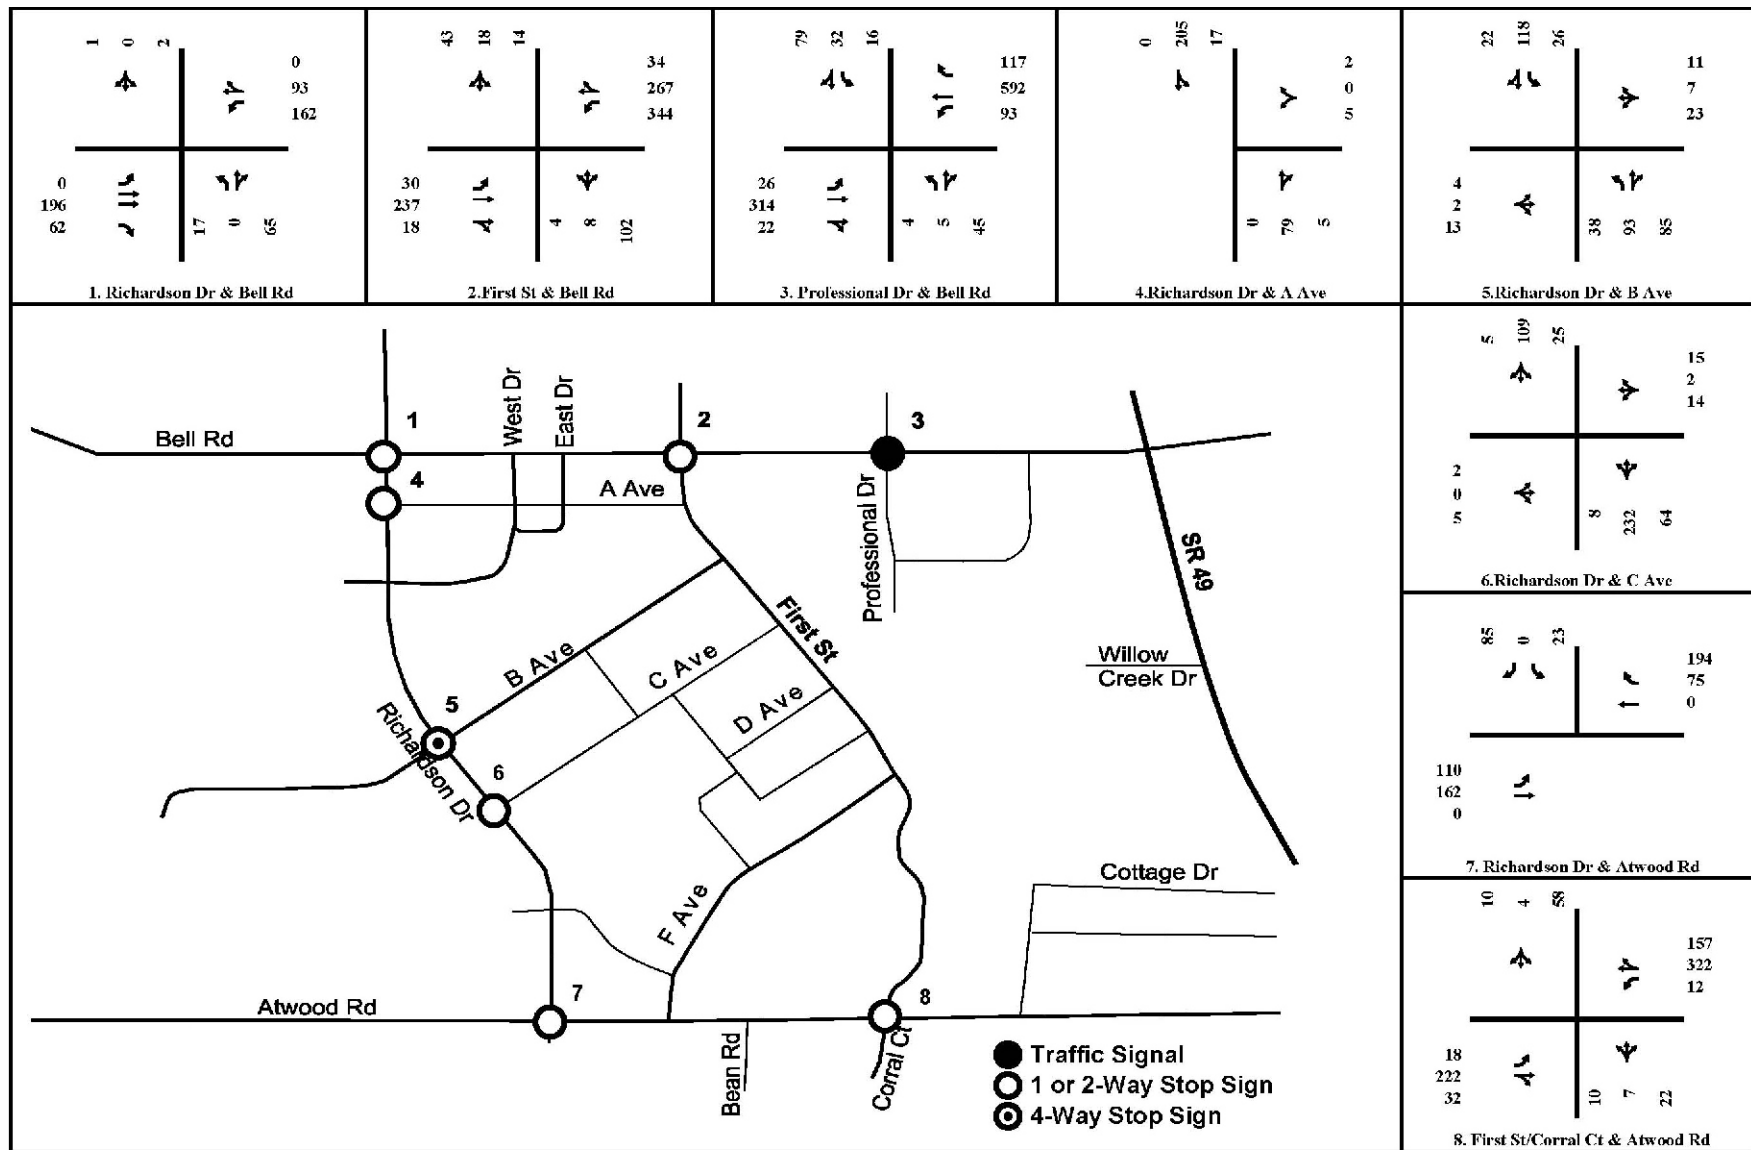 1 0 2
0
93
162
0
196
62
17 0 65
1. Richardson Dr & Bell Rd
43 18 14
34
267
344
30
237
18
4 8 102
2.First St & Bell Rd
79 32 16
117
592
93
26
314
22
4 5 45
3. Professional Dr & Bell Rd
0 205 17
2
0
5
0 79 5
4.Richardson Dr & A Ave
22 118 26
11
7
23
4
2
13
38 93 85
5.Richardson Dr & B Ave
5 109 25
15
2
14
2
0
5
8 232 64
6.Richardson Dr & C Ave
85 0 23
194
75
0
110
162
0
7. Richardson Dr & Atwood Rd
10 4 58
157
322
12
18
222
32
10 7 22
8. First St/Corral Ct & Atwood Rd
Bell Rd
1
West Dr
East Dr
2
3
4
A Ave
Professional Dr
SR 49
First St
B Ave
C Ave
D Ave
Willow
Creek Dr
5
Richardson Dr
6
F Ave
Cottage Dr
Atwood Rd
7
8
Bean Rd
Corral Ct
Traffic Signal
1 or 2-Way Stop Sign
4-Way Stop Sign